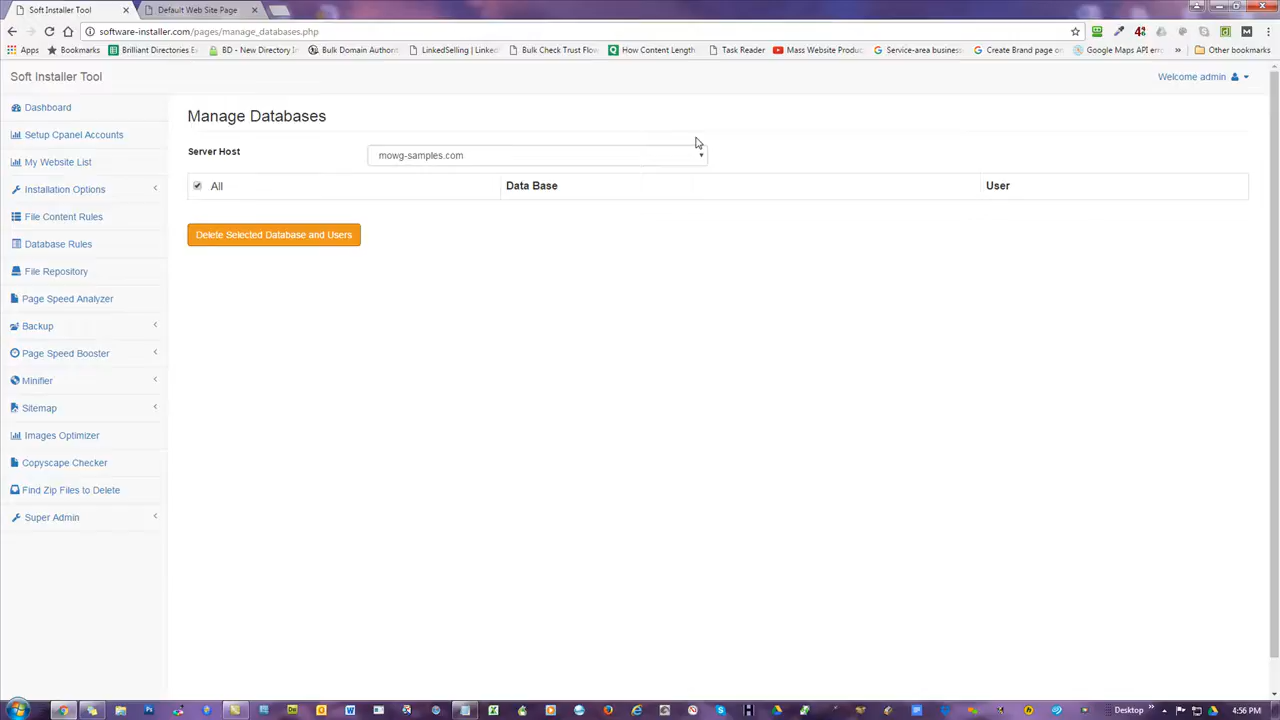 Soft Installer Tool
Default Web Site Page
software-installer.com/pages/manage_databases.php
Apps
Bookmarks
Brilliant Directories E
BD - New Directory I
Bulk Domain Author
LinkedSelling | Linke
Bulk Check Trust Flow
How Content Length
Task Reader
Mass Website Produc
Service-area busines
Create Brand page o
Google Maps API erro
»
Other bookmarks
Soft Installer Tool
Welcome admin
Dashboard
Setup Cpanel Accounts
My Website List
Installation Options
File Content Rules
Database Rules
File Repository
Page Speed Analyzer
Backup
Page Speed Booster
Minifier
Sitemap
Images Optimizer
Copyscape Checker
Find Zip Files to Delete
Super Admin
Manage Databases
Server Host
mowg-samples.com
All
Data Base
User
Delete Selected Database and Users
Desktop
4:56 PM